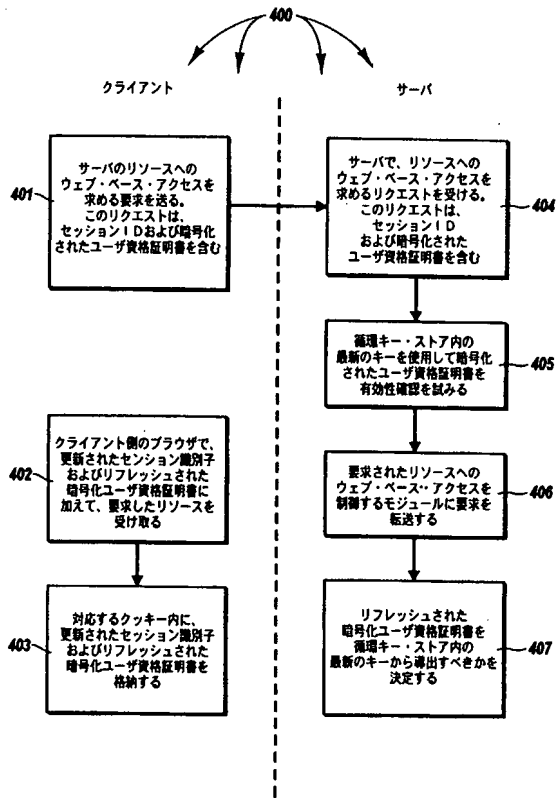 400
クライアント
サーバ
401
サーバのリソースへの
ウェブ・ベース・アクセスを
求める要求を送る。
このリクエストは、
セッションIDおよび暗号化
されたユーザ資格証明書を含む
サーバで、リソースへの
ウェブ・ベース・アクセスを
求めるリクエストを受ける。
このリクエストは、
セッションID
および暗号化された
ユーザ資格証明書を含む
404
循環キー・ストア内の
最新のキーを使用して暗号化
されたユーザ資格証明書を
有効性確認を試みる
405
402
クライアント側のブラウザで、
更新されたセンション識別子
およびリフレッシュされた
暗号化ユーザ資格証明書に
加えて、要求したリソースを
受け取る
要求されたリソースへの
ウェブ・ベース・・アクセスを
制御するモジュールに要求を
転送する
406
403
対応するクッキー内に、
更新されたセッション識別子
およびリフレッシュされた
暗号化ユーザ資格証明書を
格納する
リフレッシュされた
暗号化ユーザ資格証明書を
循環キー・ストア内の
最新のキーから導出すべきかを
決定する
407